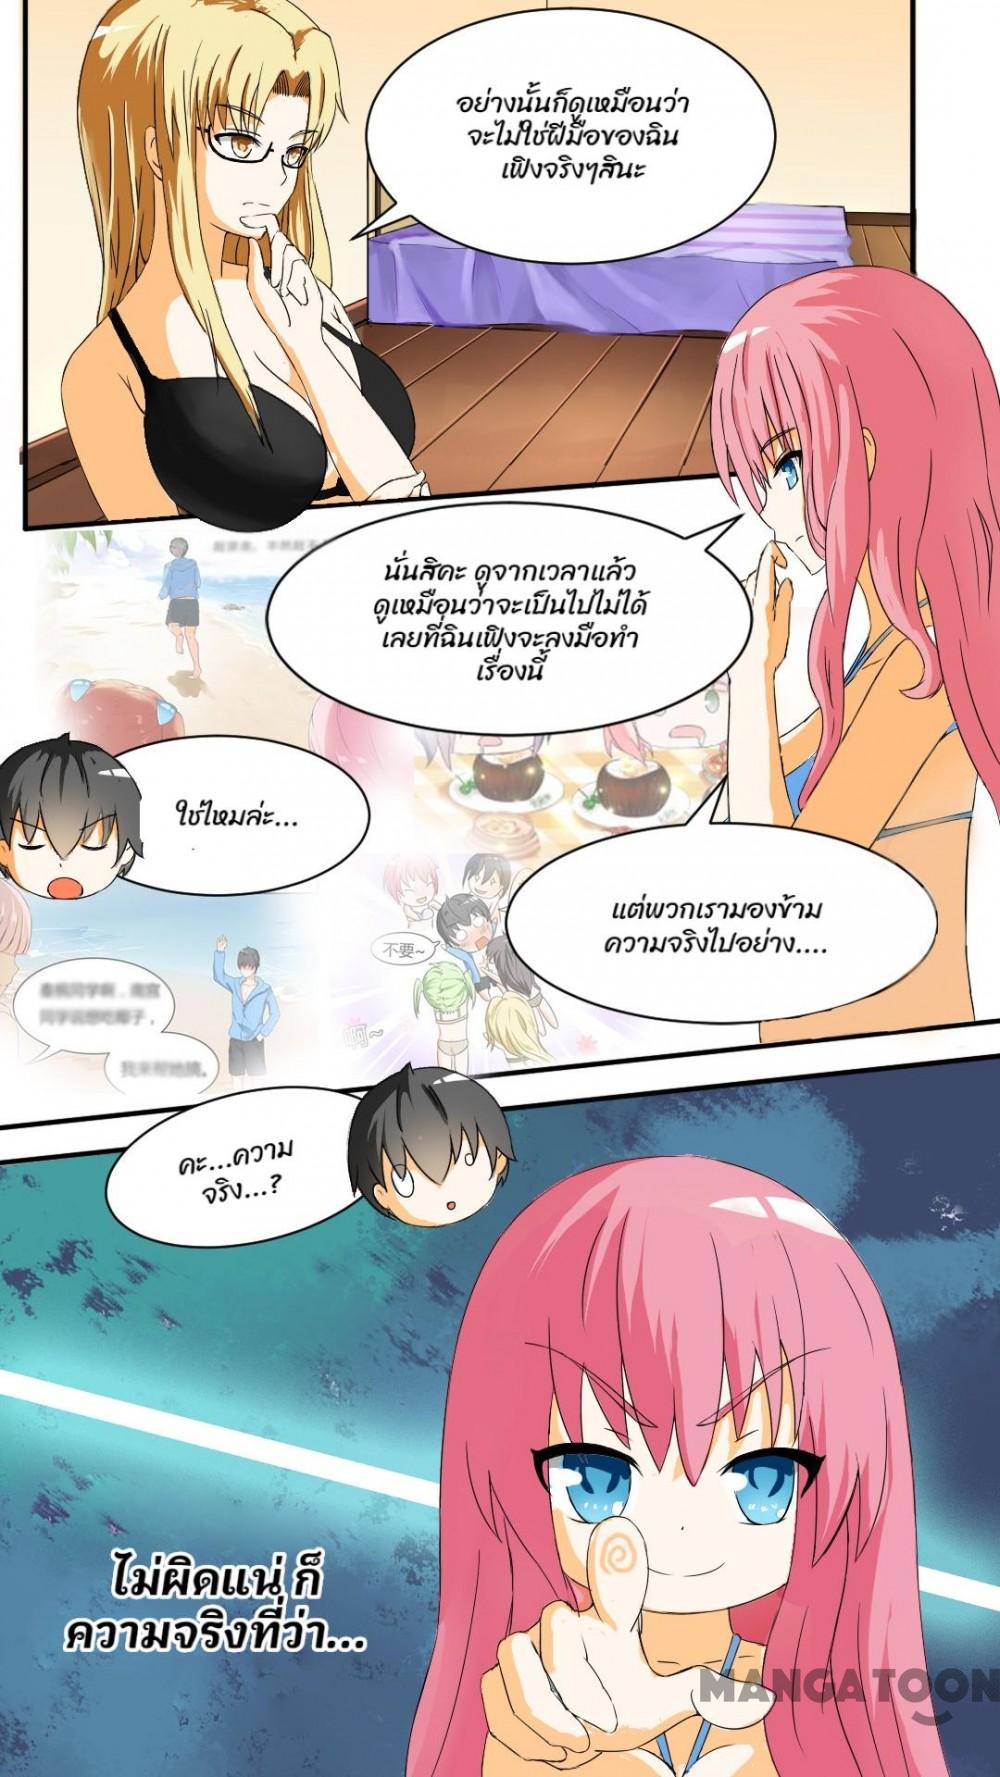 อย่างนั้นก็ดูเหมือนว่า
จะไม่ใช่ฝีมือของฉิน
เฟิงจริงๆสินะ
นั่นสิคะ ดูจากเวลาแล้ว
ดูเหมือนว่าจะเป็นไปไม่ได้
เลยที่ฉินเฟิงจะลงมือทำ
เรื่องนี้
ใช่ไหมล่ะ...
แต่พวกเรามองข้าม
ความจริงไปอย่าง....
不要~
啊~
คะ...ความ
จริง...?
ไม่ผิดแน่ ก็
ความจริงที่ว่า...
MANGATOON